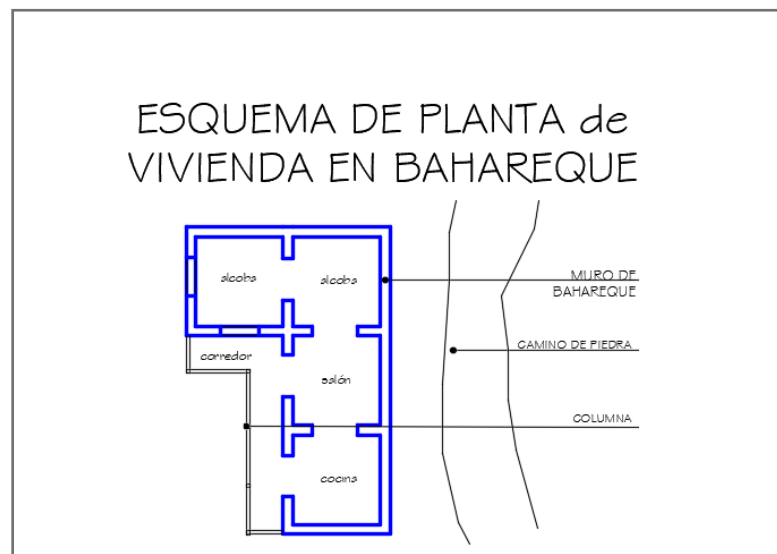 ESQUEMA DE PLANTA de
VIVIENDA EN BAHAREQUE
alcoba
alcoba
MURO DE
BAHAREQUE
CAMINO DE PIEDRA
corredor
salón
COLUMNA
cocina